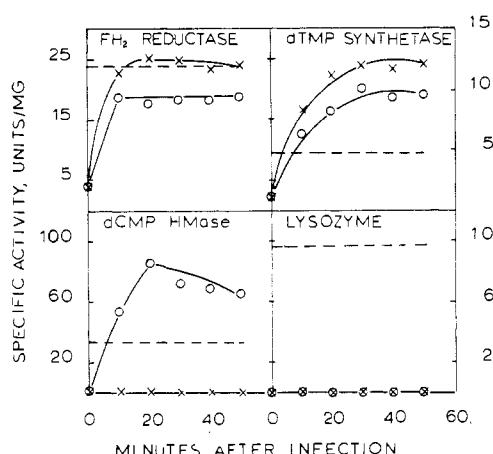 FH₂ REDUCTASE
dTMP SYNTHETASE
25
15
5
15
10
5
dCMP HMase
LYSOZYME
100
60
20
10
6
2
0 20 40 0 20 40 60
SPECIFIC ACTIVITY, UNITS/MG
MINUTES AFTER INFECTION